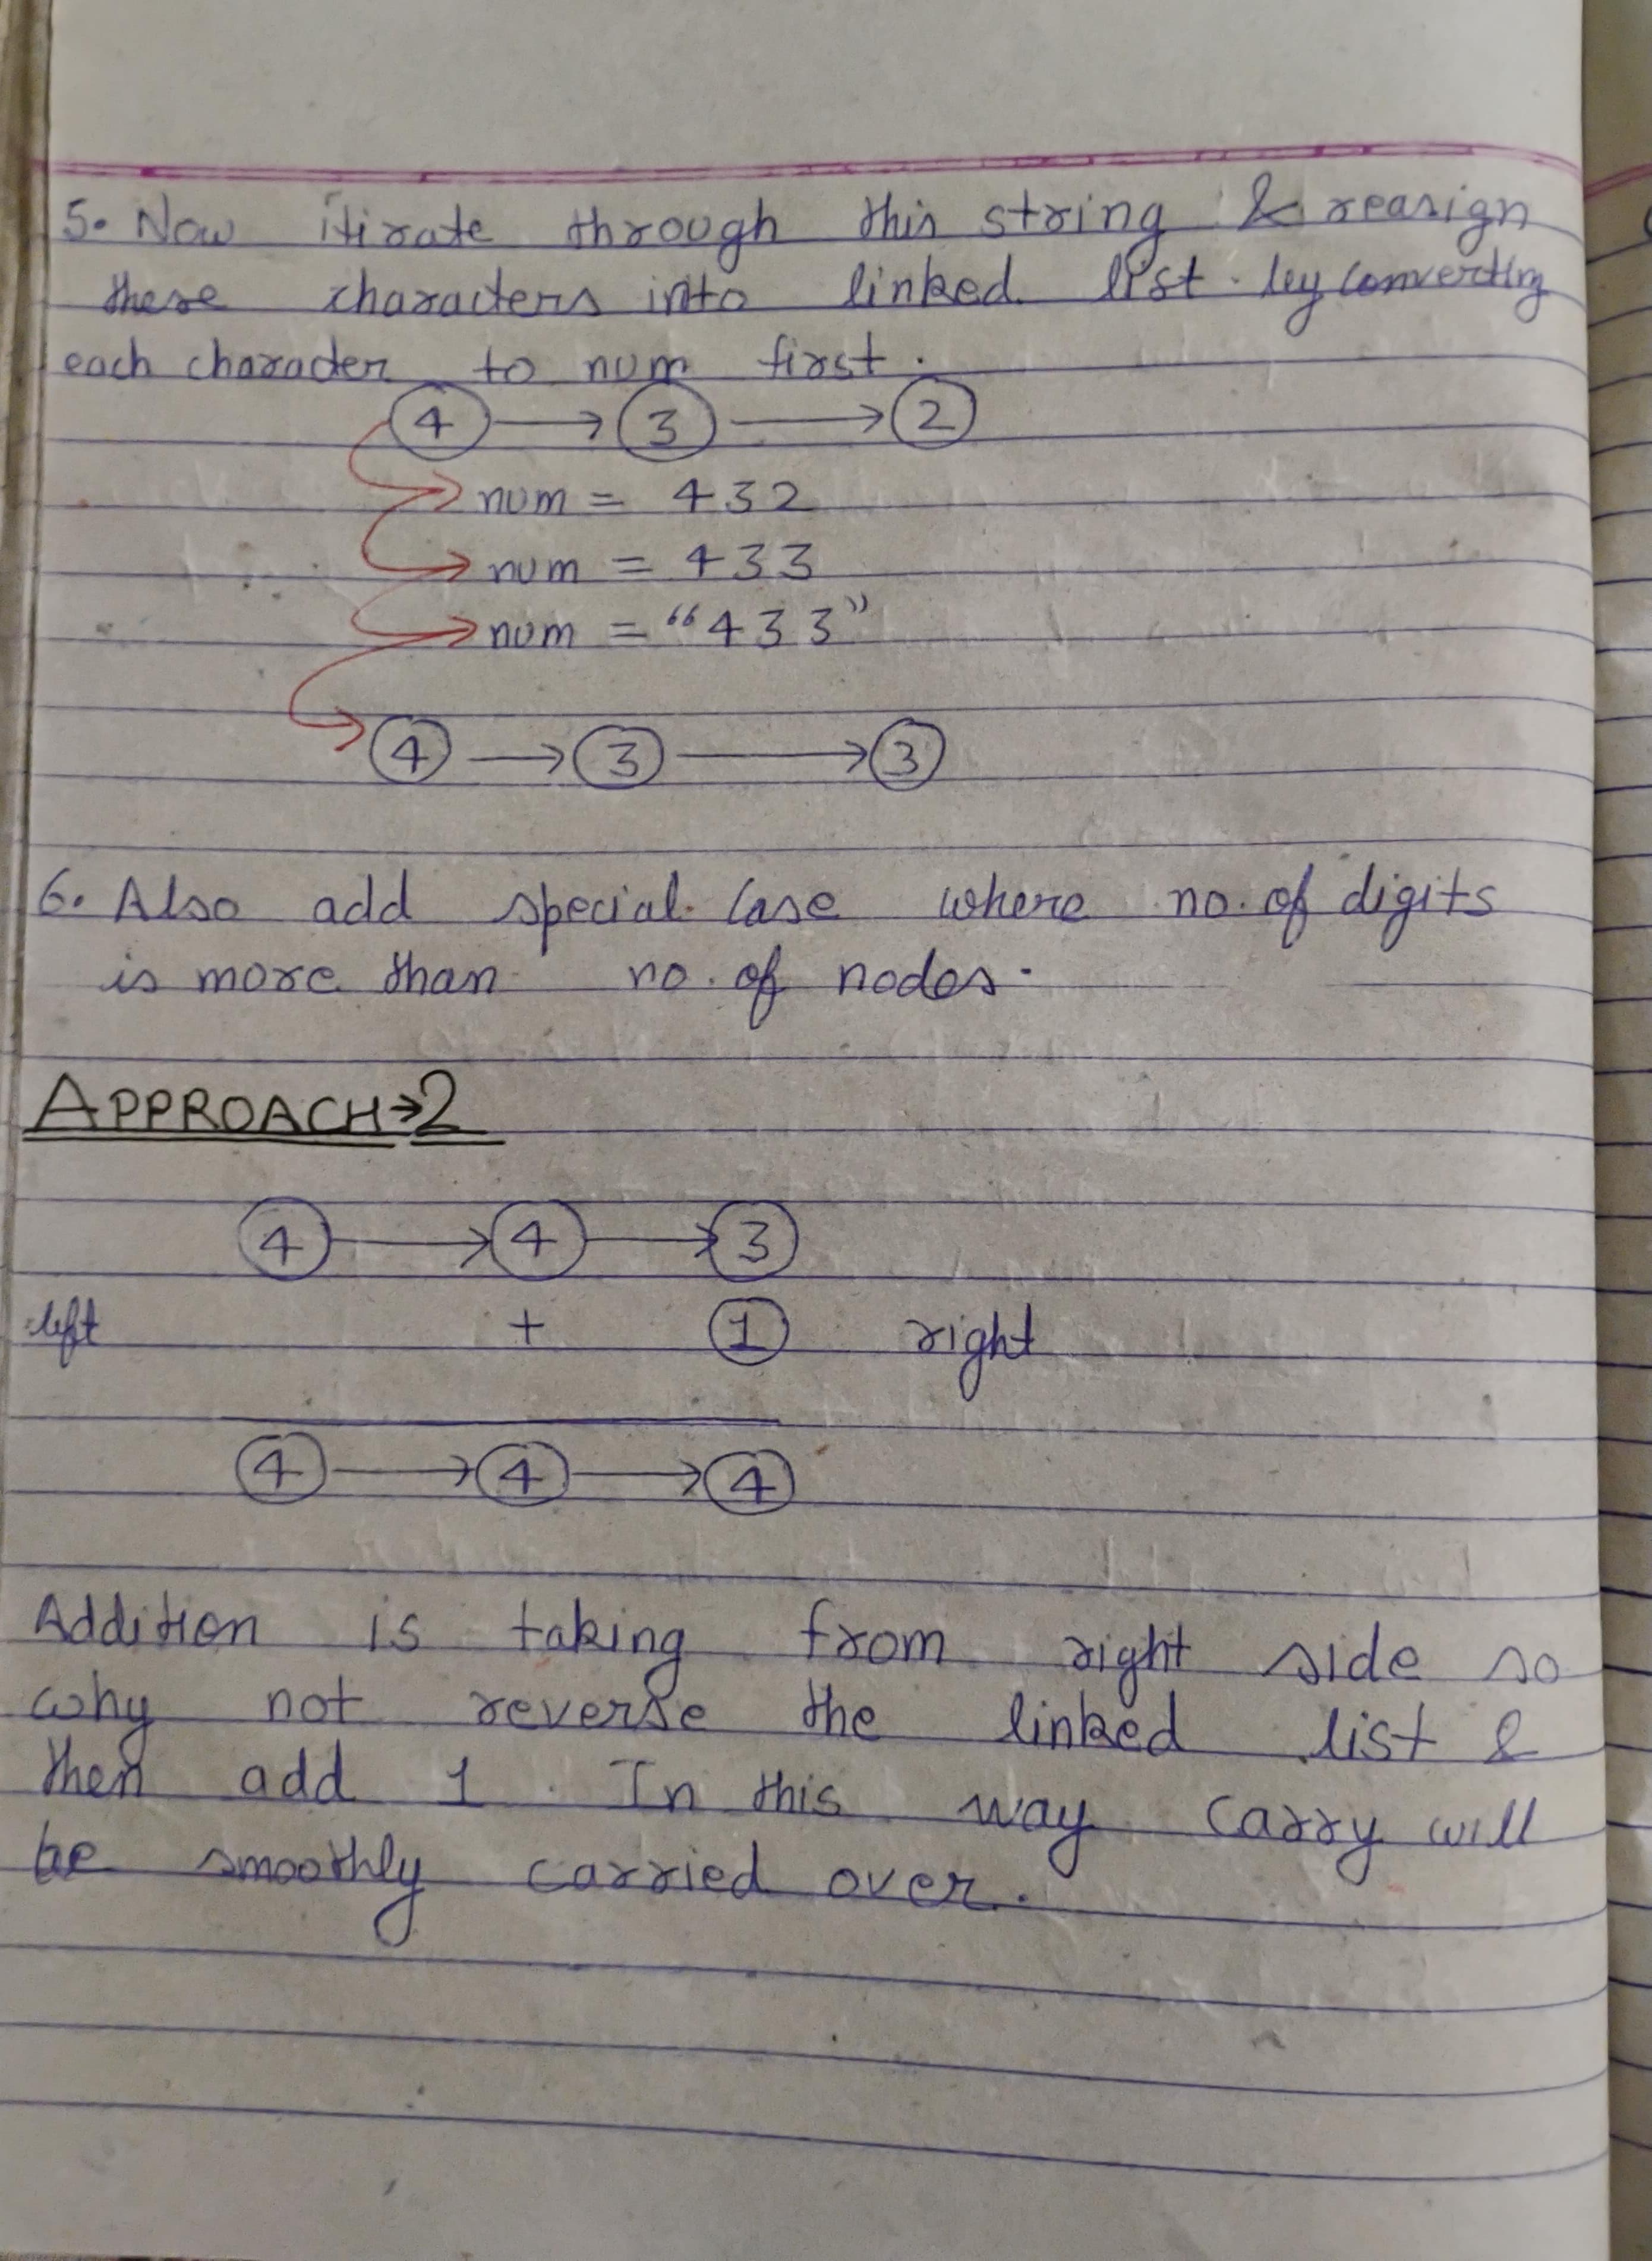 5. Now itirate through this string & reasign
these characters into linked list by converting
each character to num first.
4 → 3 → 2
num = 432
num = 433
num = “433”
4 → 3 → 3
6. Also add special case where no. of digits
is more than no. of nodes.
APPROACH→2
4 → 4 → 3
left + 1 right
4 → 4 → 4
Addition is taking from right side so
why not reverse the linked list &
then add 1. In this way carry will
be smoothly carried over.